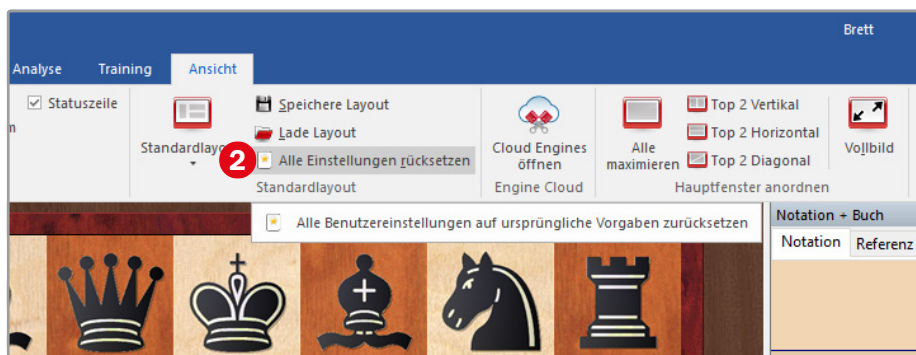 Brett
Analyse Training Ansicht
Statuszeile
m
Standardlayo
2
Speichere Layout
Lade Layout
Alle Einstellungen rücksetzen
Standardlayout
Cloud Engines
öffnen
Engine Cloud
Alle
maximieren
Top 2 Vertikal
Top 2 Horizontal
Top 2 Diagonal
Vollbild
Hauptfenster anordnen
Alle Benutzereinstellungen auf ursprüngliche Vorgaben zurücksetzen
Notation + Buch
Notation Referenz